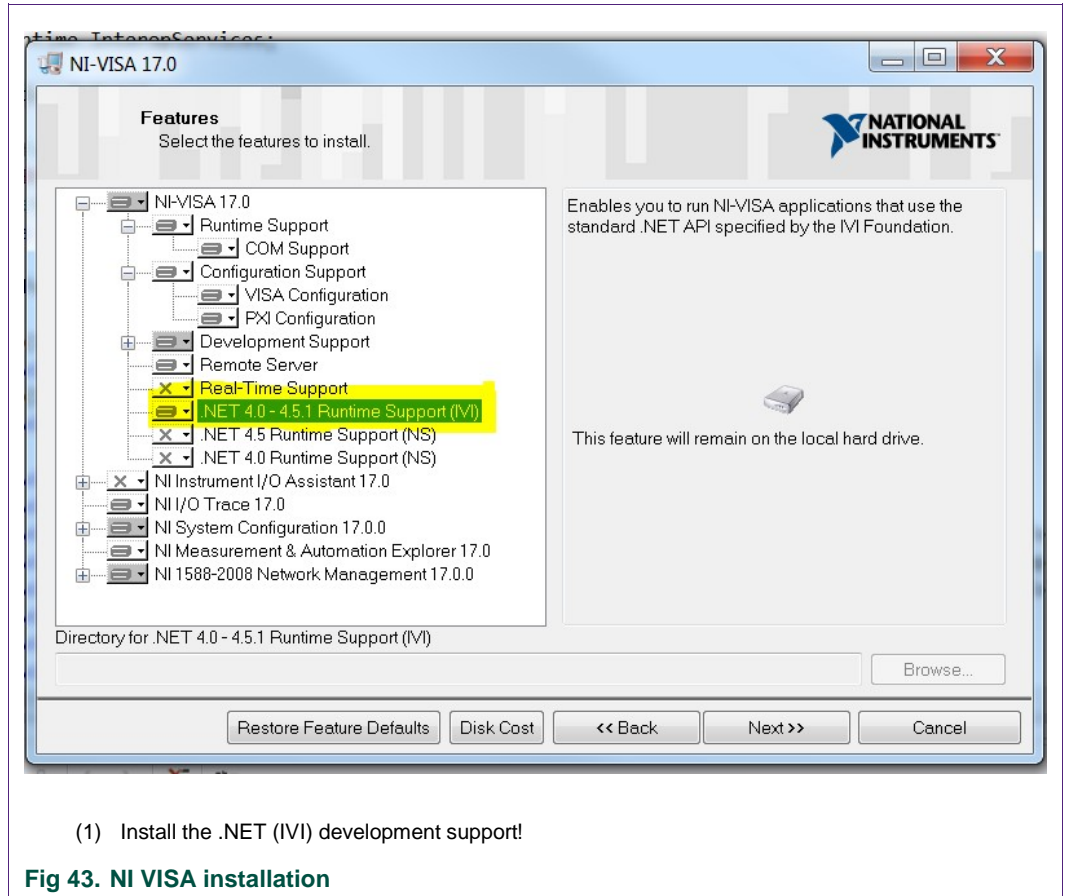 NI-VISA 17.0
Features
Select the features to install.
NATIONAL
INSTRUMENTS
NI-VISA 17.0
Runtime Support
COM Support
Configuration Support
VISA Configuration
PXI Configuration
Development Support
Remote Server
Real-Time Support
.NET 4.0 - 4.5.1 Runtime Support (IVI)
.NET 4.5 Runtime Support (NS)
.NET 4.0 Runtime Support (NS)
NI Instrument I/O Assistant 17.0
NI I/O Trace 17.0
NI System Configuration 17.0.0
NI Measurement & Automation Explorer 17.0
NI 1588-2008 Network Management 17.0.0
Enables you to run NI-VISA applications that use the
standard .NET API specified by the IVI Foundation.
This feature will remain on the local hard drive.
Directory for .NET 4.0 - 4.5.1 Runtime Support (IVI)
Browse...
Restore Feature Defaults Disk Cost << Back Next >> Cancel
(1) Install the .NET (IVI) development support!
Fig 43. NI VISA installation